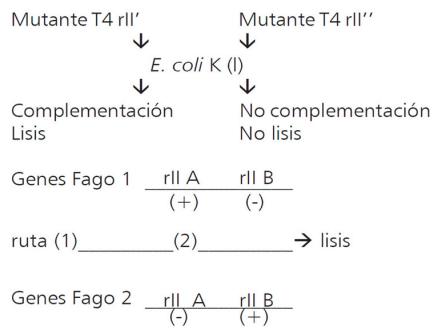 Mutante T4 rII' Mutante T4 rII''
E. coli K (l)
Complementación No complementación
Lisis No lisis
Genes Fago 1 rII A rII B
(+) (-)
ruta (1)__________(2)__________→ lisis
Genes Fago 2 rII A rII B
(-) (+)